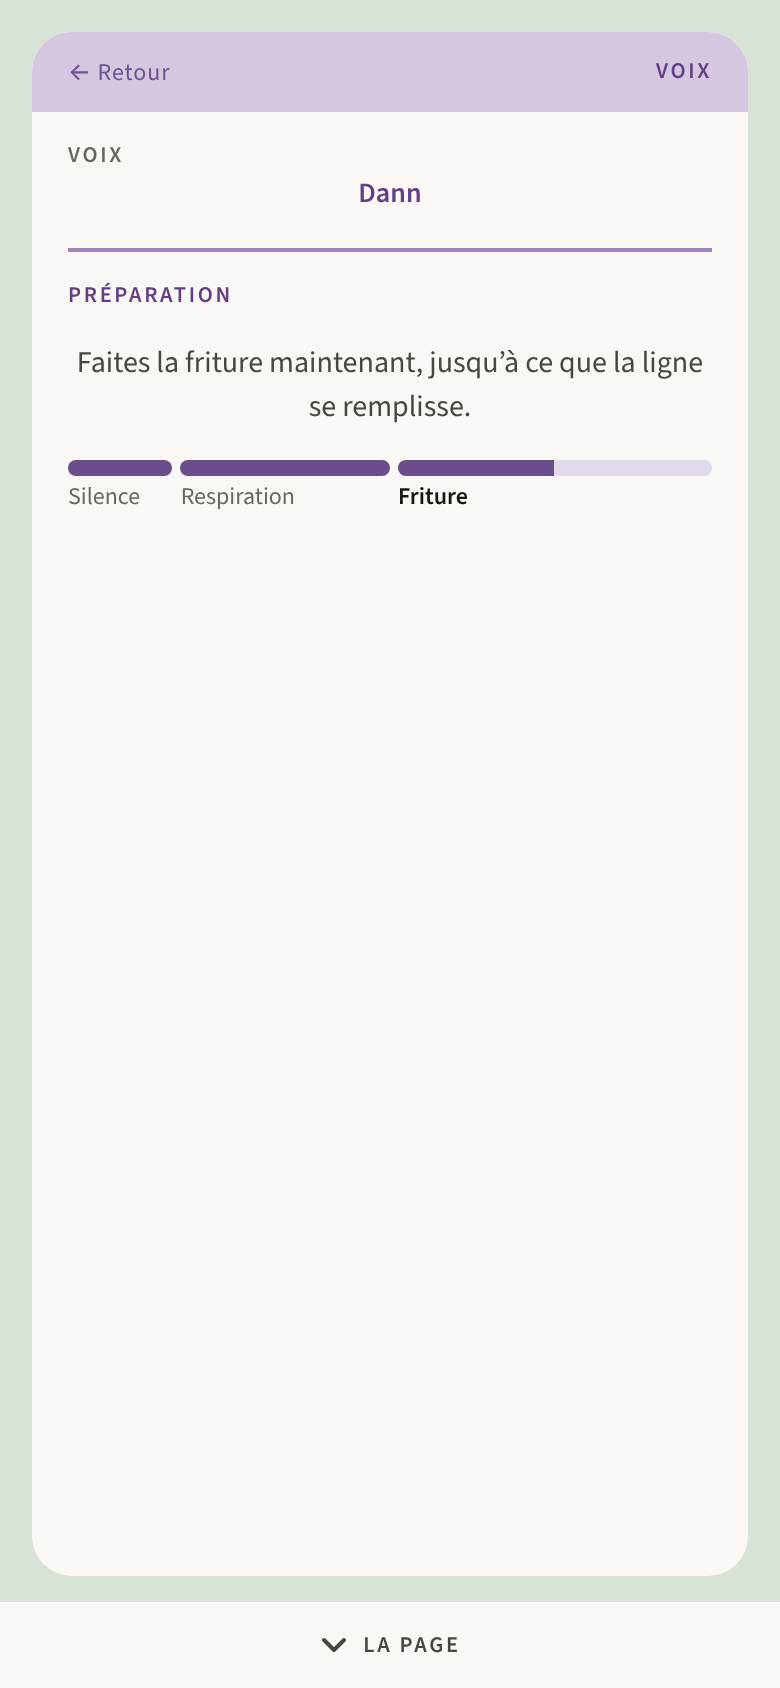 ← Retour
VOIX
VOIX
Dann
PRÉPARATION
Faites la friture maintenant, jusqu’à ce que la ligne
se remplisse.
Silence
Respiration
Friture
LA PAGE